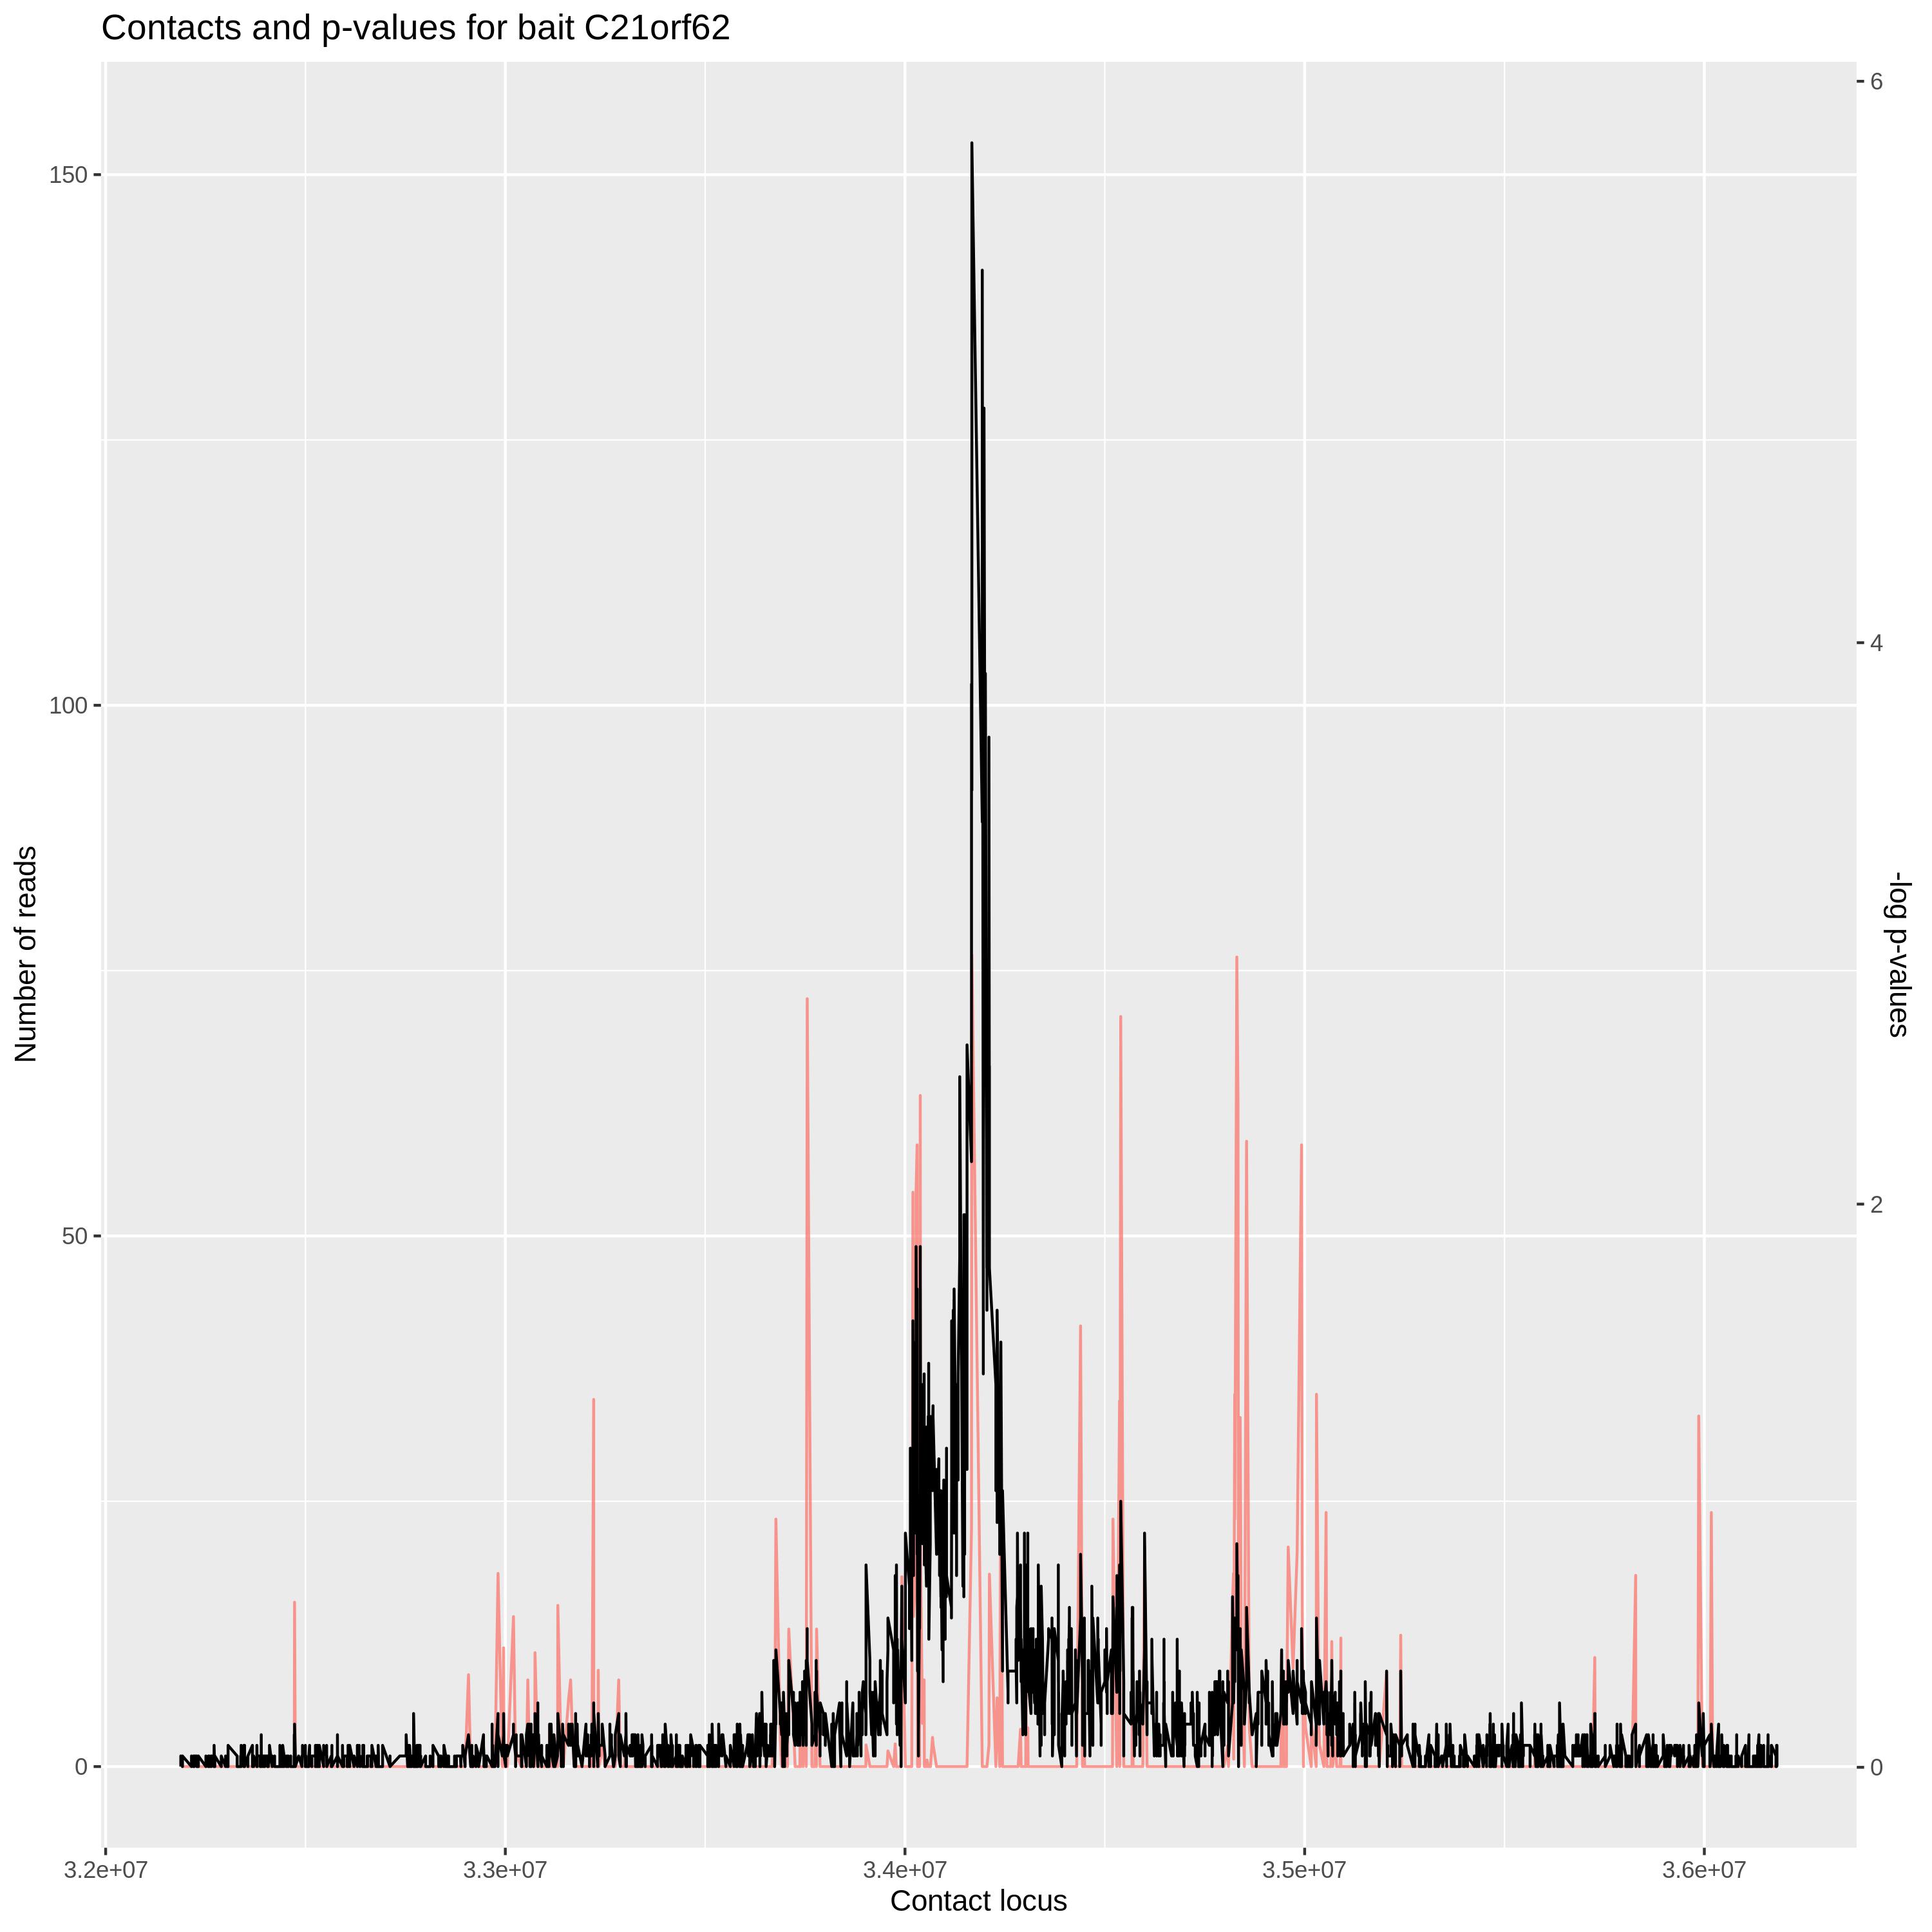 Contacts and p-values for bait C21orf62
150
100
50
0
Number of reads
6
4
2
0
-log p-values
3.2e+07
3.3e+07
3.4e+07
3.5e+07
3.6e+07
Contact locus